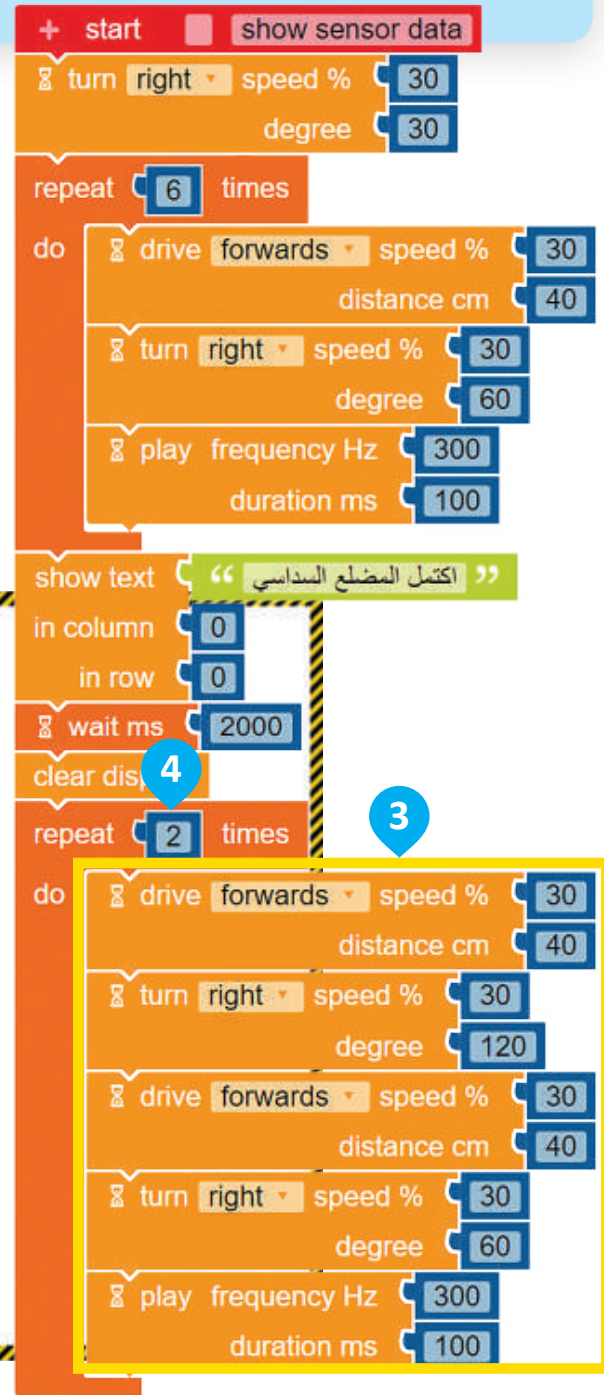 + start show sensor data
turn right speed % 30
degree 30
repeat 6 times
do drive forwards speed % 30
distance cm 40
turn right speed % 30
degree 60
play frequency Hz 300
duration ms 100
show text “ اكتمل المضلع السداسي ”
in column 0
in row 0
wait ms 2000
clear
4
repeat 2 times
3
do drive forwards speed % 30
distance cm 40
turn right speed % 30
degree 120
drive forwards speed % 30
distance cm 40
turn right speed % 30
degree 60
play frequency Hz 300
duration ms 100